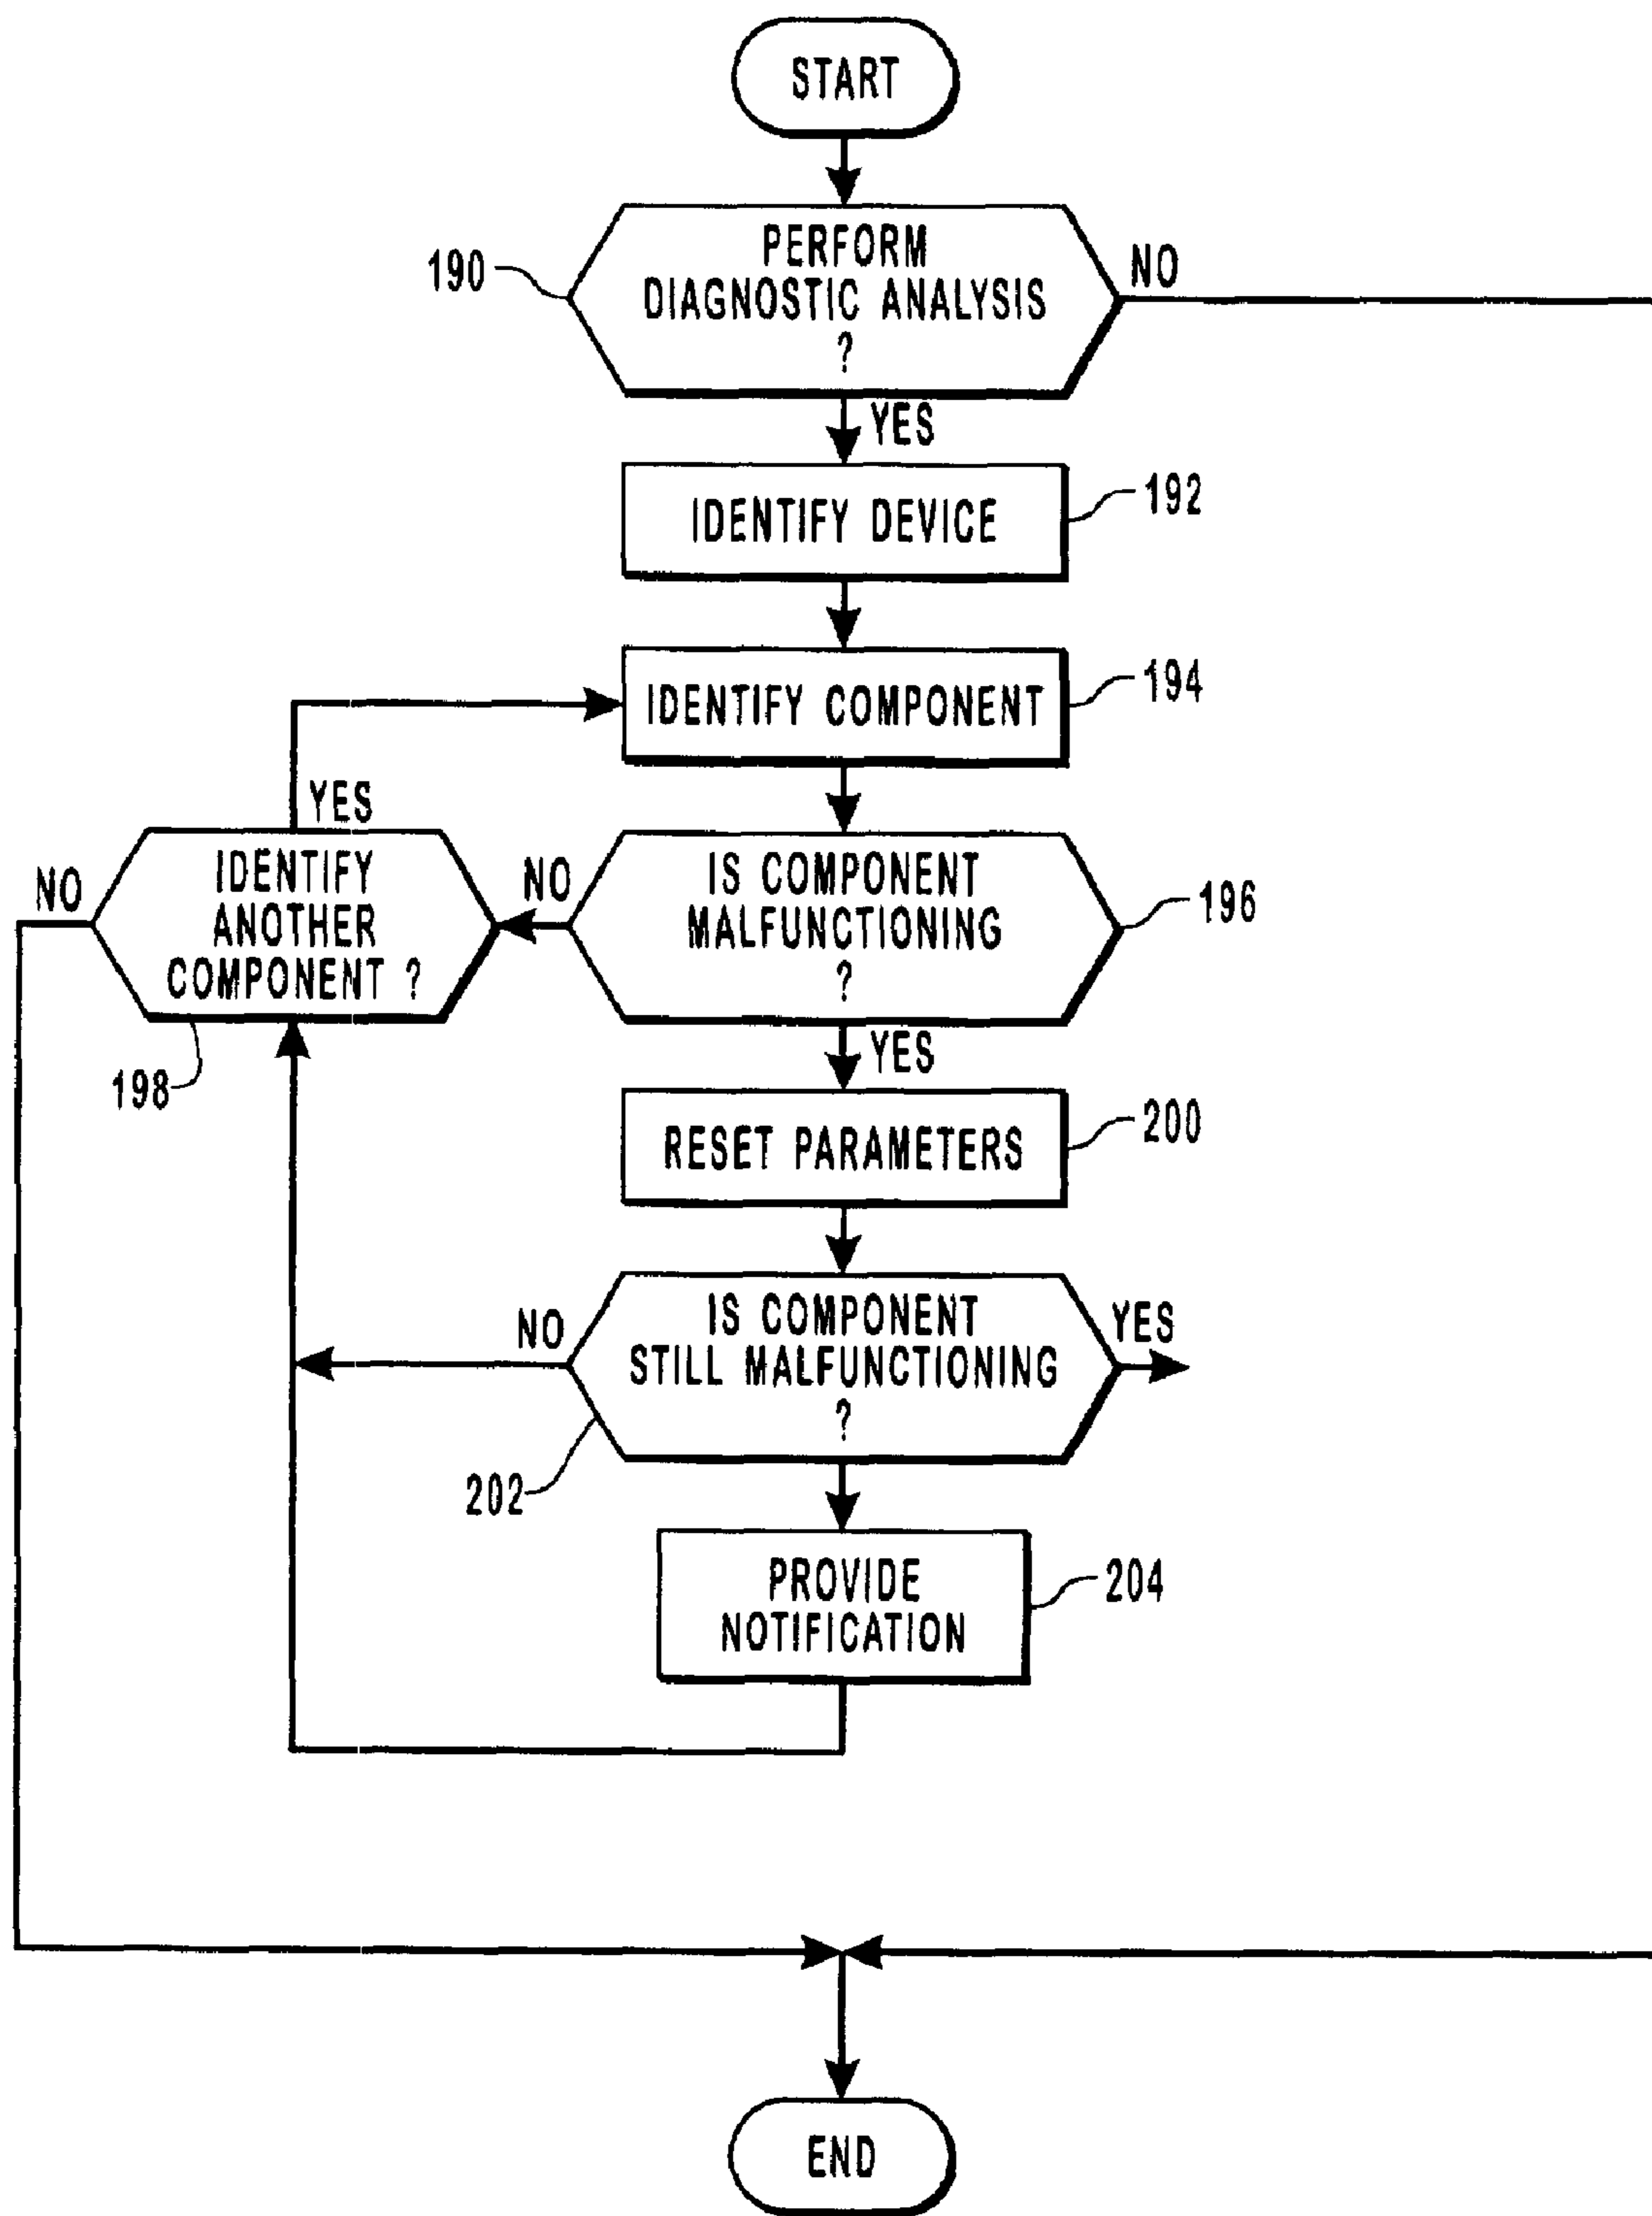 START
PERFORM
DIAGNOSTIC ANALYSIS
?
190
NO
YES
IDENTIFY DEVICE
192
IDENTIFY COMPONENT
194
YES
NO
IDENTIFY
ANOTHER
COMPONENT ?
198
NO
IS COMPONENT
MALFUNCTIONING
?
196
YES
RESET PARAMETERS
200
NO
IS COMPONENT
STILL MALFUNCTIONING
?
YES
202
PROVIDE
NOTIFICATION
204
END